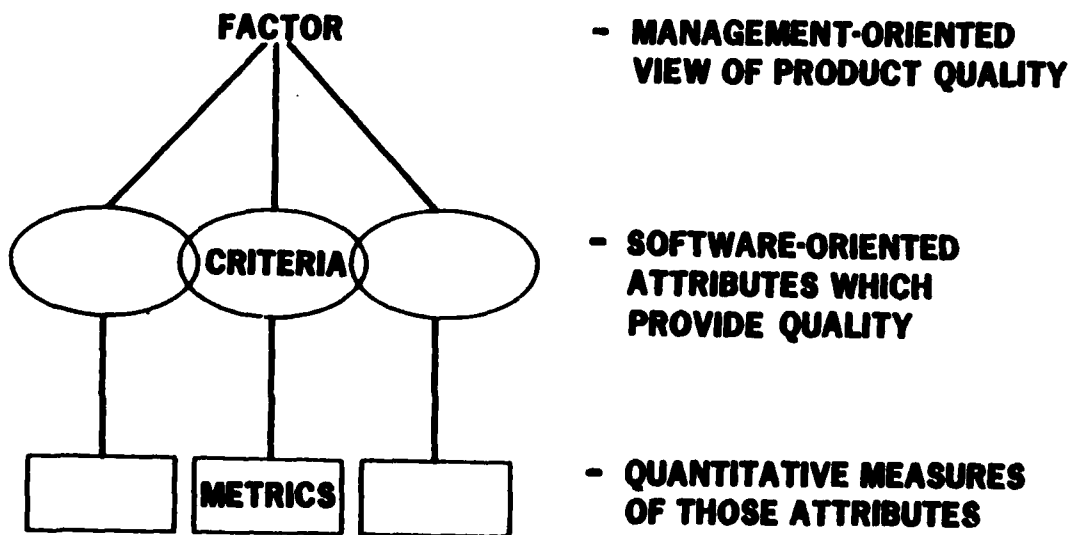 FACTOR
- MANAGEMENT-ORIENTED
VIEW OF PRODUCT QUALITY
CRITERIA
- SOFTWARE-ORIENTED
ATTRIBUTES WHICH
PROVIDE QUALITY
METRICS
- QUANTITATIVE MEASURES
OF THOSE ATTRIBUTES